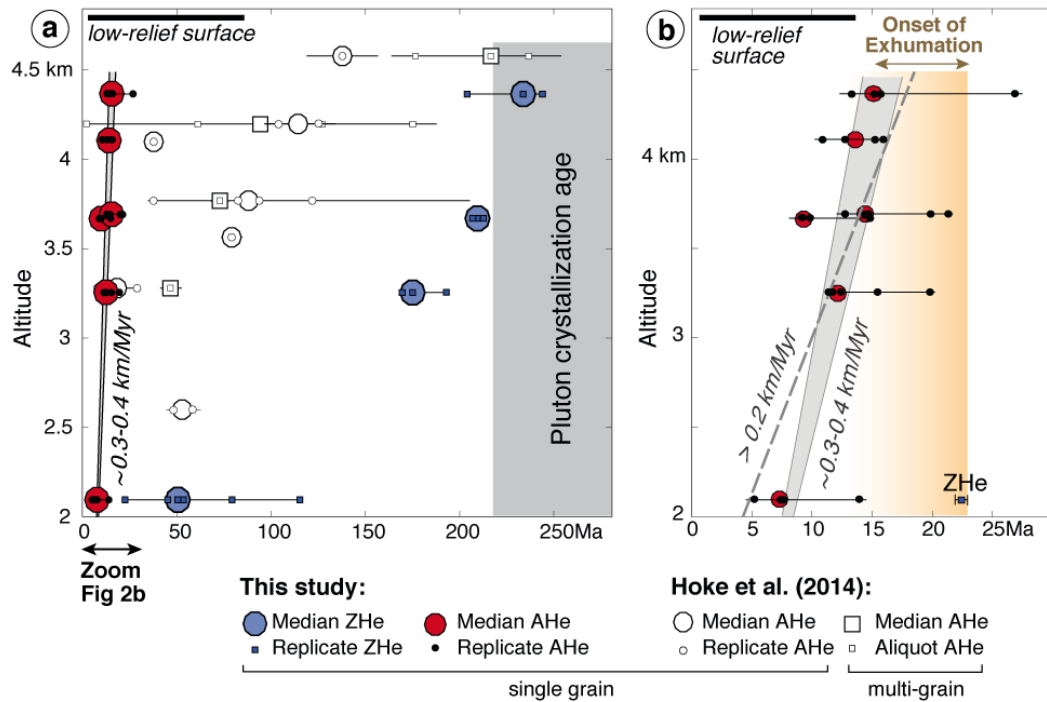 a
low-relief surface
4.5 km
4
3.5
3
2.5
2
Altitude
~0.3-0.4 km/Myr
Pluton crystallization age
0
50
100
150
200
250Ma
Zoom
Fig 2b
b
low-relief
surface
Onset of
Exhumation
4 km
3
2
Altitude
> 0.2 km/Myr
~0.3-0.4 km/Myr
ZHe
5
10
15
20
25Ma
This study:
Median ZHe
Median AHe
Replicate ZHe
Replicate AHe
single grain
Hoke et al. (2014):
Median AHe
Median AHe
Replicate AHe
Aliquot AHe
multi-grain